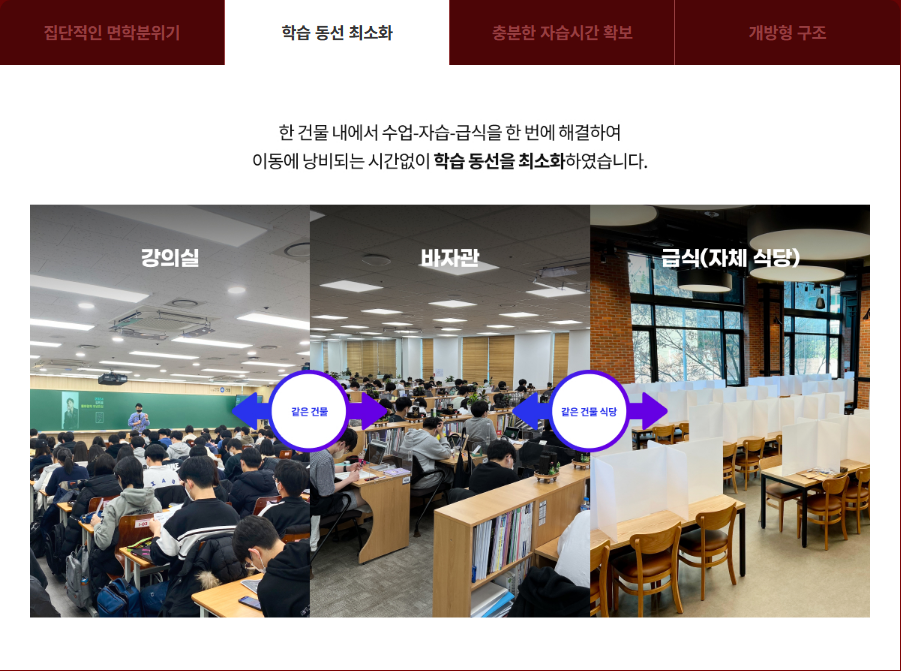 집단적인 면학분위기
학습 동선 최소화
충분한 자습시간 확보
개방형 구조
한 건물 내에서 수업-자습-급식을 한 번에 해결하여
이동에 낭비되는 시간없이 학습 동선을 최소화하였습니다.
강의실
바자관
급식(자체 식당)
같은 건물
같은 건물 식당